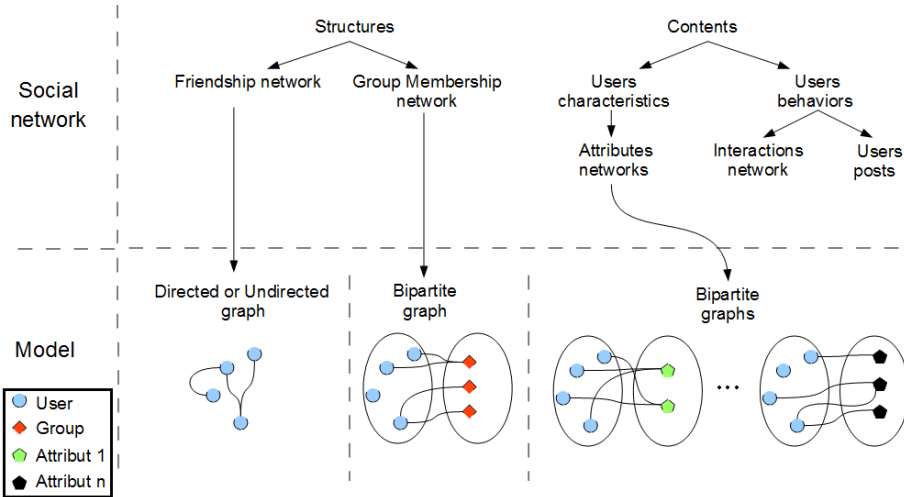 Structures
Contents
Friendship network
Group Membership
network
Users
characteristics
Users
behaviors
Social
network
Attributes
networks
Interactions
network
Users
posts
Directed or Undirected
graph
Bipartite
graph
Bipartite
graphs
Model
...
User
Group
Attribut 1
Attribut n